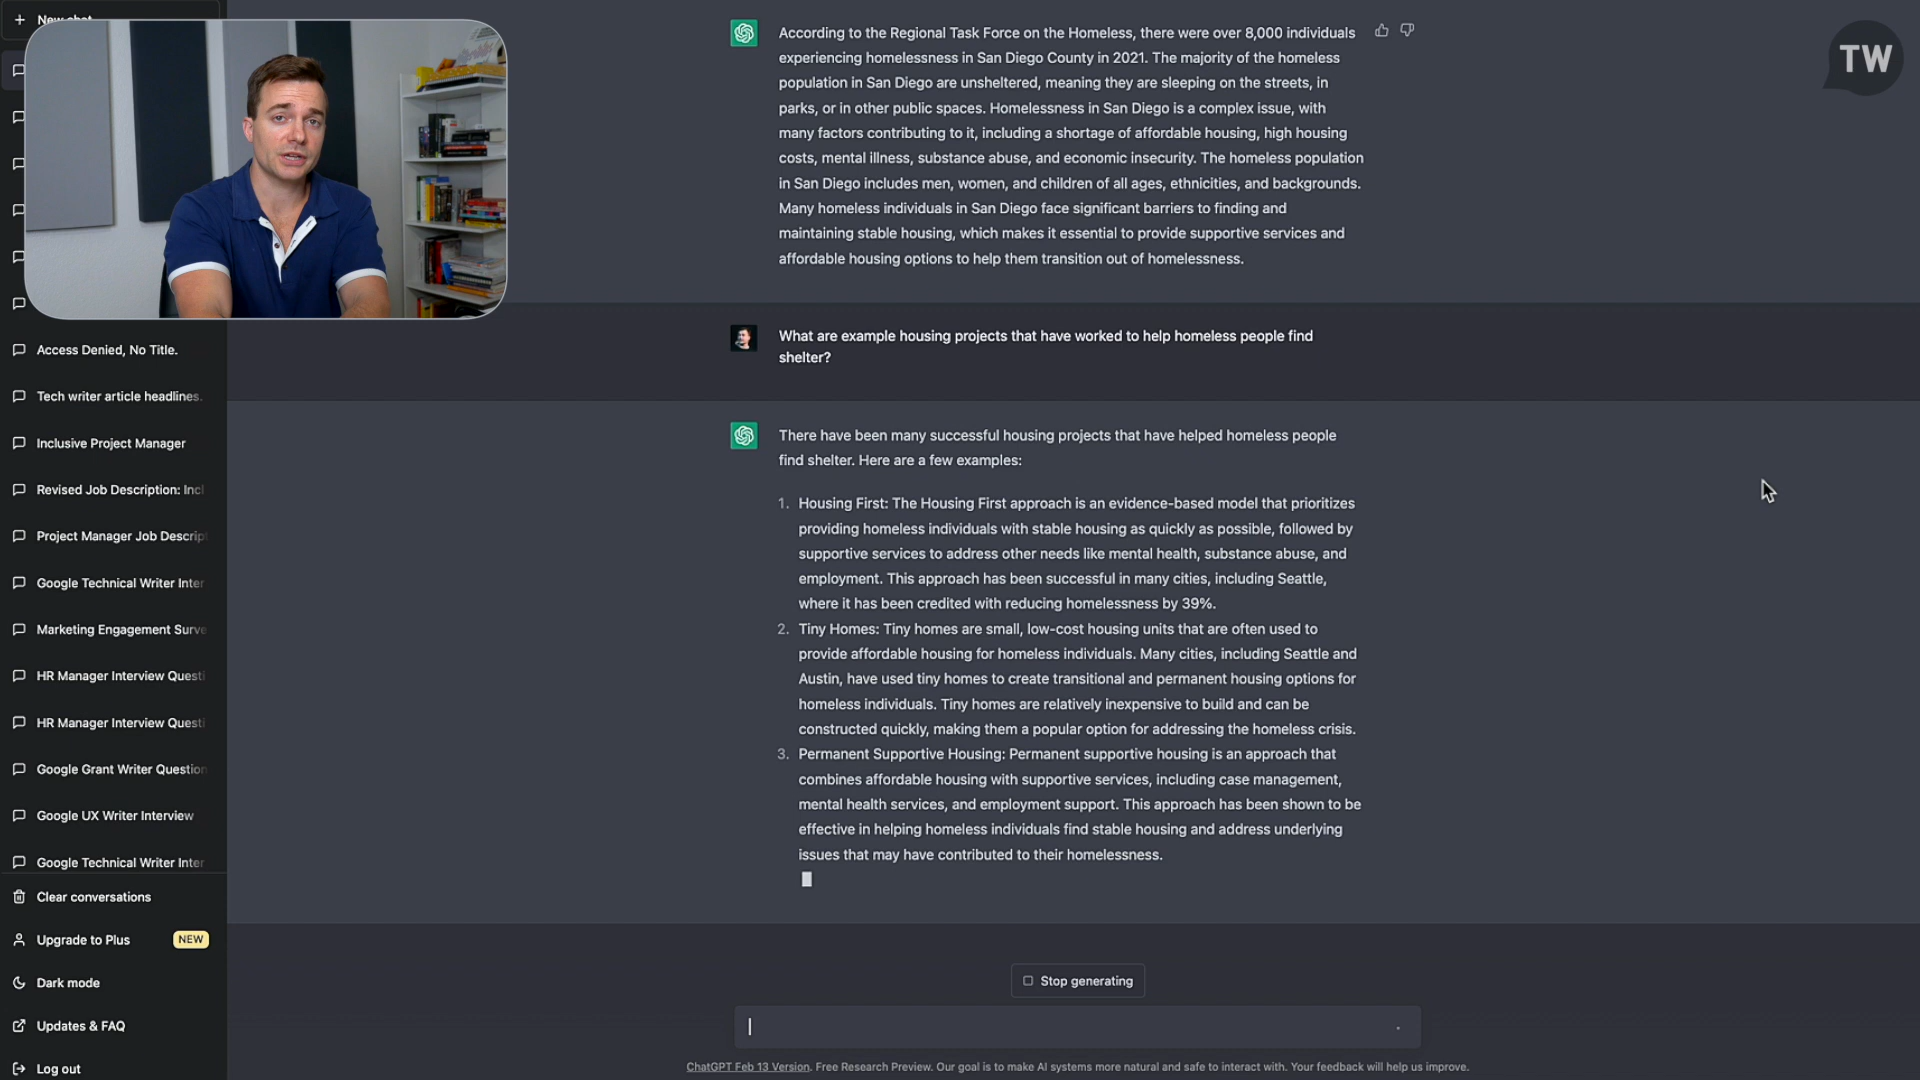 New chat
Access Denied, No Title.
Tech writer article headlines.
Inclusive Project Manager
Revised Job Description: Incl
Project Manager Job Descrip
Google Technical Writer Inter
Marketing Engagement Surve
HR Manager Interview Questi
HR Manager Interview Questi
Google Grant Writer Question
Google UX Writer Interview
Google Technical Writer Inter
Clear conversations
Upgrade to Plus NEW
Dark mode
Updates & FAQ
Log out
TW
According to the Regional Task Force on the Homeless, there were over 8,000 individuals
experiencing homelessness in San Diego County in 2021. The majority of the homeless
population in San Diego are unsheltered, meaning they are sleeping on the streets, in
parks, or in other public spaces. Homelessness in San Diego is a complex issue, with
many factors contributing to it, including a shortage of affordable housing, high housing
costs, mental illness, substance abuse, and economic insecurity. The homeless population
in San Diego includes men, women, and children of all ages, ethnicities, and backgrounds.
Many homeless individuals in San Diego face significant barriers to finding and
maintaining stable housing, which makes it essential to provide supportive services and
affordable housing options to help them transition out of homelessness.
What are example housing projects that have worked to help homeless people find
shelter?
There have been many successful housing projects that have helped homeless people
find shelter. Here are a few examples:
1. Housing First: The Housing First approach is an evidence-based model that prioritizes
providing homeless individuals with stable housing as quickly as possible, followed by
supportive services to address other needs like mental health, substance abuse, and
employment. This approach has been successful in many cities, including Seattle,
where it has been credited with reducing homelessness by 39%.
2. Tiny Homes: Tiny homes are small, low-cost housing units that are often used to
provide affordable housing for homeless individuals. Many cities, including Seattle and
Austin, have used tiny homes to create transitional and permanent housing options for
homeless individuals. Tiny homes are relatively inexpensive to build and can be
constructed quickly, making them a popular option for addressing the homeless crisis.
3. Permanent Supportive Housing: Permanent supportive housing is an approach that
combines affordable housing with supportive services, including case management,
mental health services, and employment support. This approach has been shown to be
effective in helping homeless individuals find stable housing and address underlying
issues that may have contributed to their homelessness.
Stop generating
ChatGPT Feb 13 Version. Free Research Preview. Our goal is to make AI systems more natural and safe to interact with. Your feedback will help us improve.